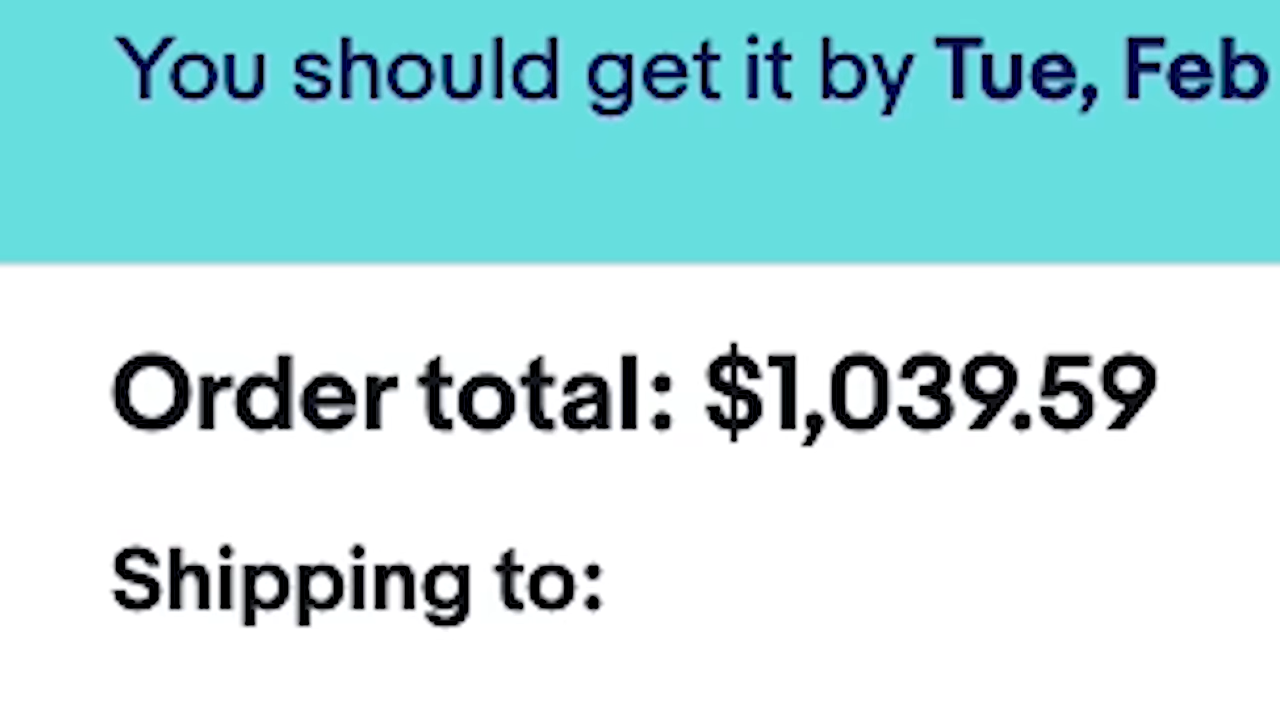 You should get it by Tue, Feb
Order total: $1,039.59
Shipping to: